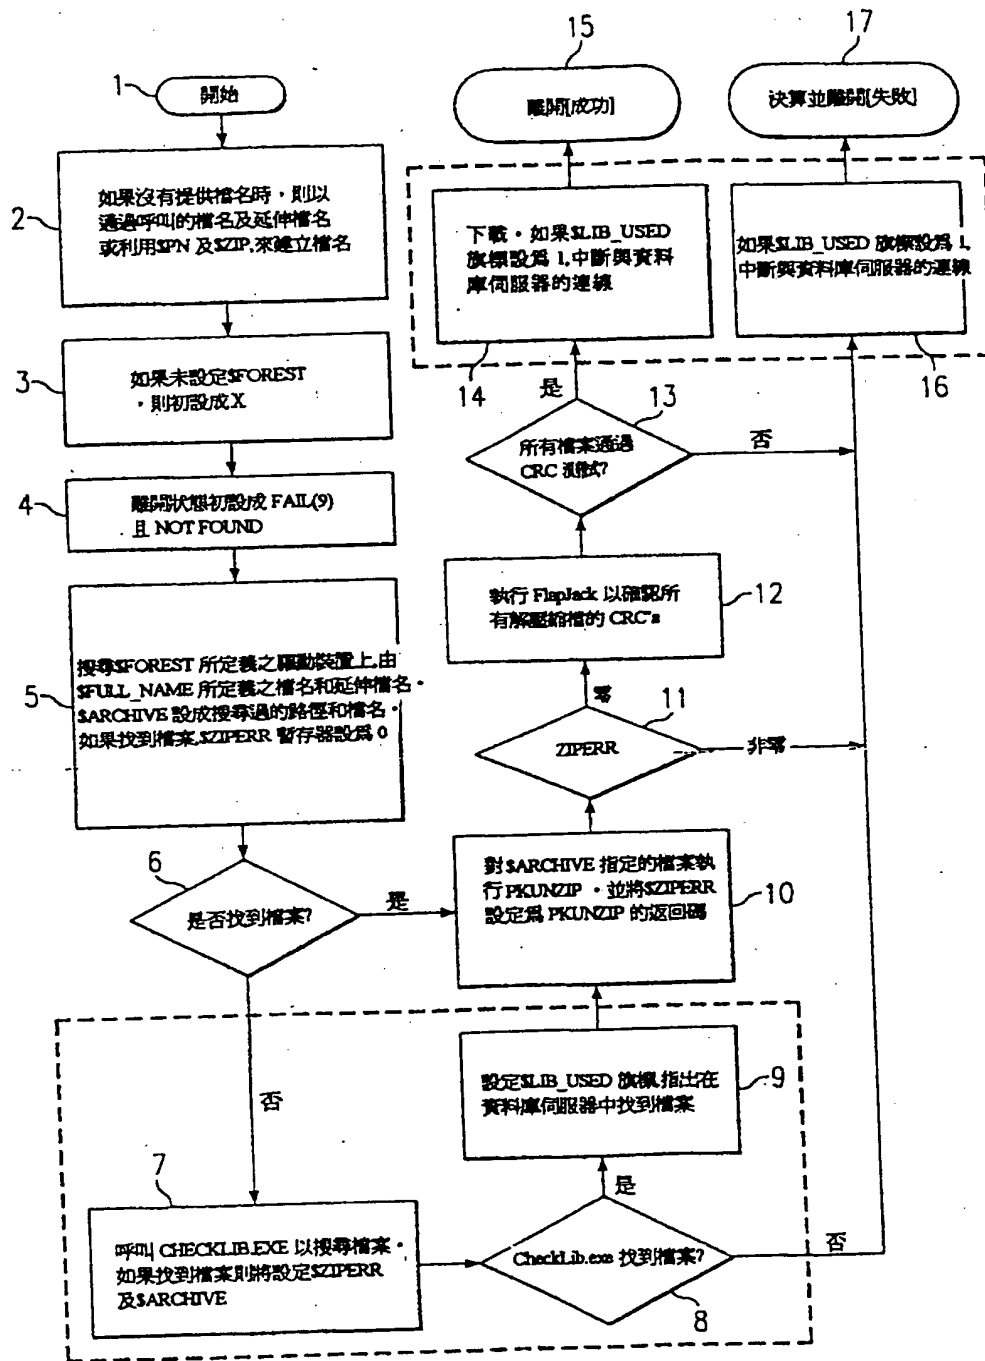 1
開始
2
如果沒有提供檔名時,則以
通過呼叫的檔名及延伸檔名
或利用$PN 及$ZIP,來建立檔名
3
如果未設定$FOREST
,則初設成 X
4
離開狀態初設成 FAIL(9)
且 NOT FOUND
5
搜尋$FOREST 所定義之驅動裝置上,由
$FULL_NAME 所定義之檔名和延伸檔名。
$ARCHIVE 設成搜尋過的路徑和檔名。
如果找到檔案,$ZIPERR 暫存器設爲 0
6
是否找到檔案?
是
否
7
呼叫 CHECKLIB.EXE 以搜尋檔案。
如果找到檔案則將設定$ZIPERR
及$ARCHIVE
CheckLib.exe 找到檔案?
8
是
否
設定$LIB_USED 旗標,指出在
資料庫伺服器中找到檔案
9
對$ARCHIVE 指定的檔案執
行 PKUNZIP,並將$ZIPERR
設定爲 PKUNZIP 的返回碼
10
ZIPERR
11
零
非零
執行 FlapJack 以確認所
有解壓縮檔的 CRC"s
12
所有檔案通過
CRC 測試?
13
是
否
下載。如果$LIB_USED
旗標設爲 1,中斷與資料
庫伺服器的連線
14
15
離開[成功]
如果$LIB_USED 旗標設爲 1,
中斷與資料庫伺服器的連線
16
17
決算並離開[失敗]